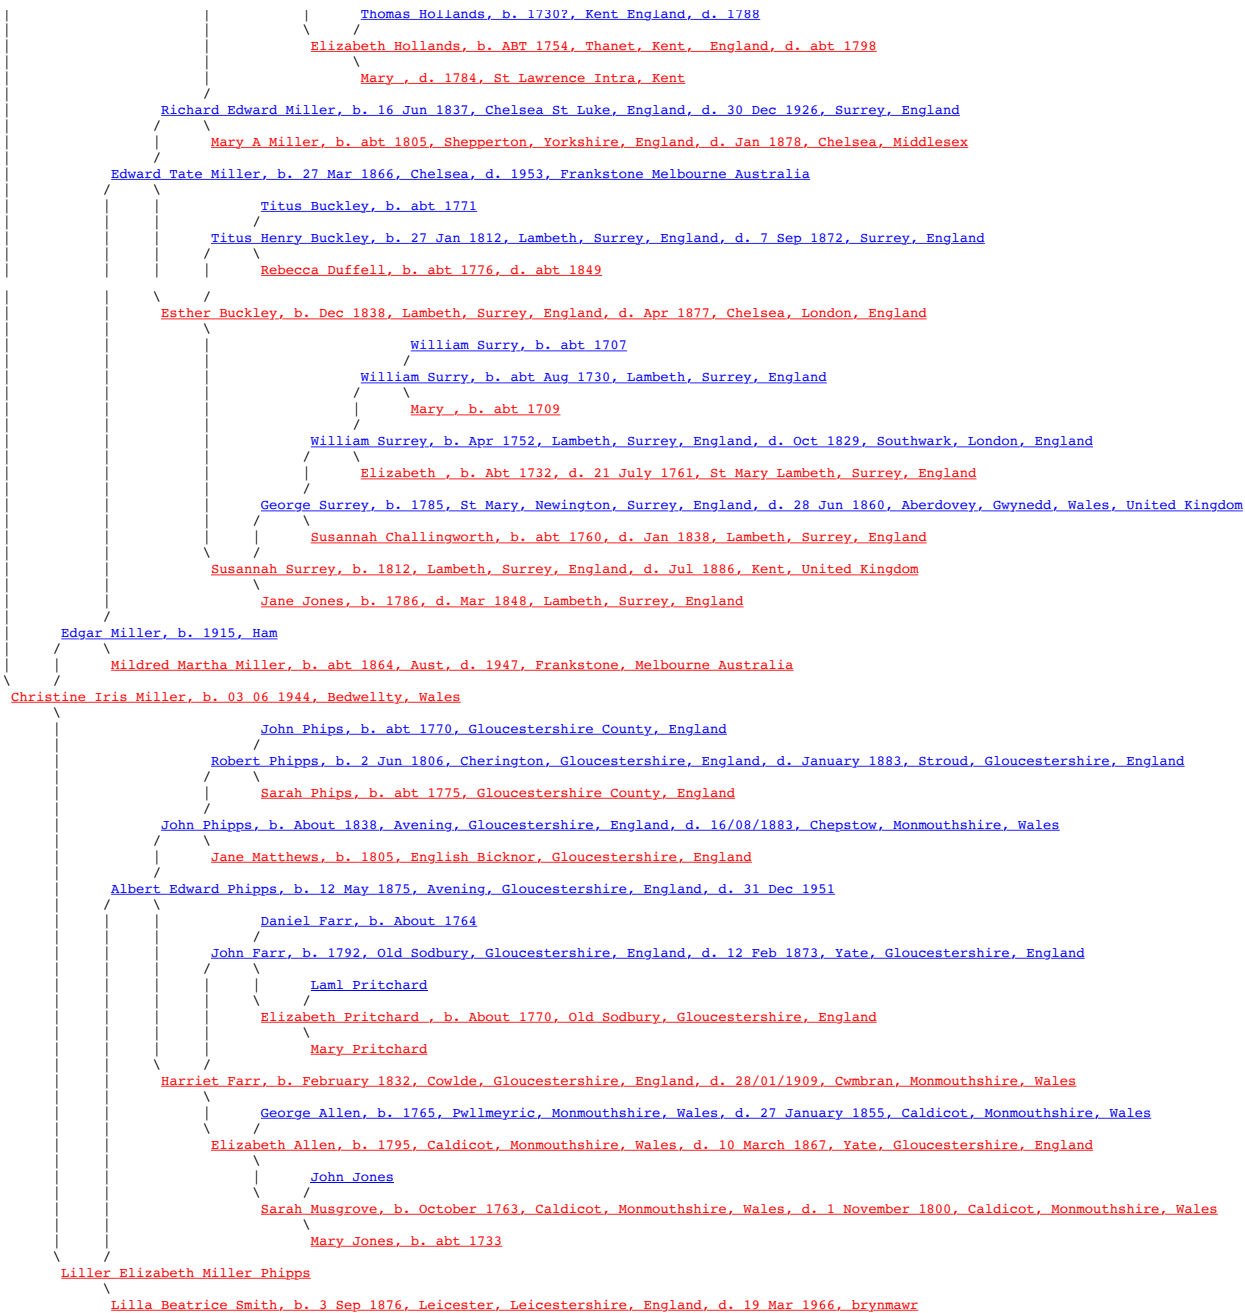 Thomas Hollands, b. 1730?, Kent England, d. 1788
Elizabeth Hollands, b. ABT 1754, Thanet, Kent, England, d. abt 1798
Mary , d. 1784, St Lawrence Intra, Kent
Richard Edward Miller, b. 16 Jun 1837, Chelsea St Luke, England, d. 30 Dec 1926, Surrey, England
Mary A Miller, b. abt 1805, Shepperton, Yorkshire, England, d. Jan 1878, Chelsea, Middlesex
Edward Tate Miller, b. 27 Mar 1866, Chelsea, d. 1953, Frankstone Melbourne Australia
Titus Buckley, b. abt 1771
Titus Henry Buckley, b. 27 Jan 1812, Lambeth, Surrey, England, d. 7 Sep 1872, Surrey, England
Rebecca Duffell, b. abt 1776, d. abt 1849
Esther Buckley, b. Dec 1838, Lambeth, Surrey, England, d. Apr 1877, Chelsea, London, England
William Surry, b. abt 1707
William Surry, b. abt Aug 1730, Lambeth, Surrey, England
Mary , b. abt 1709
William Surrey, b. Apr 1752, Lambeth, Surrey, England, d. Oct 1829, Southwark, London, England
Elizabeth , b. Abt 1732, d. 21 July 1761, St Mary Lambeth, Surrey, England
George Surrey, b. 1785, St Mary, Newington, Surrey, England, d. 28 Jun 1860, Aberdovey, Gwynedd, Wales, United Kingdom
Susannah Challingworth, b. abt 1760, d. Jan 1838, Lambeth, Surrey, England
Susannah Surrey, b. 1812, Lambeth, Surrey, England, d. Jul 1886, Kent, United Kingdom
Jane Jones, b. 1786, d. Mar 1848, Lambeth, Surrey, England
Edgar Miller, b. 1915, Ham
Mildred Martha Miller, b. abt 1864, Aust, d. 1947, Frankstone, Melbourne Australia
Christine Iris Miller, b. 03 06 1944, Bedwellty, Wales
John Phips, b. abt 1770, Gloucestershire County, England
Robert Phipps, b. 2 Jun 1806, Cherington, Gloucestershire, England, d. January 1883, Stroud, Gloucestershire, England
Sarah Phips, b. abt 1775, Gloucestershire County, England
John Phipps, b. About 1838, Avening, Gloucestershire, England, d. 16/08/1883, Chepstow, Monmouthshire, Wales
Jane Matthews, b. 1805, English Bicknor, Gloucestershire, England
Albert Edward Phipps, b. 12 May 1875, Avening, Gloucestershire, England, d. 31 Dec 1951
Daniel Farr, b. About 1764
John Farr, b. 1792, Old Sodbury, Gloucestershire, England, d. 12 Feb 1873, Yate, Gloucestershire, England
Laml Pritchard
Elizabeth Pritchard , b. About 1770, Old Sodbury, Gloucestershire, England
Mary Pritchard
Harriet Farr, b. February 1832, Cowlde, Gloucestershire, England, d. 28/01/1909, Cwmbran, Monmouthshire, Wales
George Allen, b. 1765, Pwllmeyric, Monmouthshire, Wales, d. 27 January 1855, Caldicot, Monmouthshire, Wales
Elizabeth Allen, b. 1795, Caldicot, Monmouthshire, Wales, d. 10 March 1867, Yate, Gloucestershire, England
John Jones
Sarah Musgrove, b. October 1763, Caldicot, Monmouthshire, Wales, d. 1 November 1800, Caldicot, Monmouthshire, Wales
Mary Jones, b. abt 1733
Liller Elizabeth Miller Phipps
Lilla Beatrice Smith, b. 3 Sep 1876, Leicester, Leicestershire, England, d. 19 Mar 1966, brynmawr